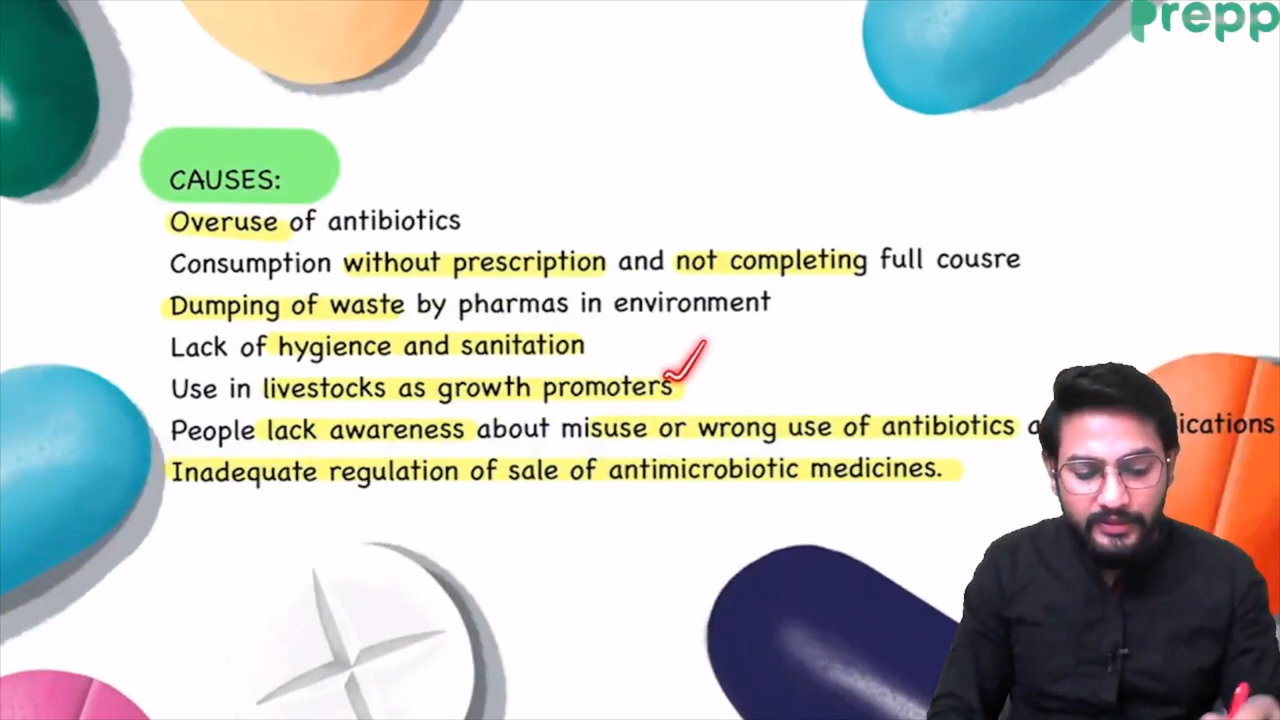 Prepp
CAUSES:
Overuse of antibiotics
Consumption without prescription and not completing full cousre
Dumping of waste by pharmas in environment
Lack of hygience and sanitation
Use in livestocks as growth promoters
People lack awareness about misuse or wrong use of antibiotics
Inadequate regulation of sale of antimicrobiotic medicines.